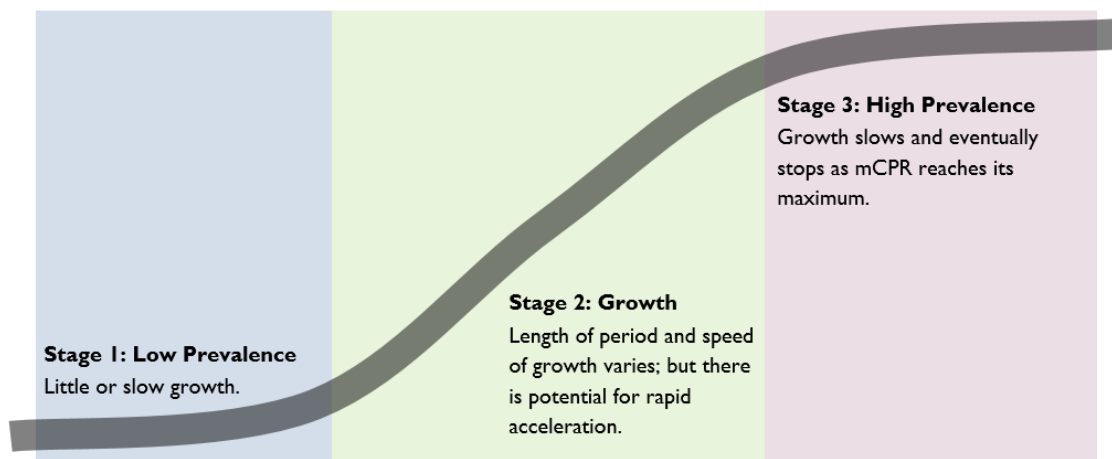 Stage 1: Low Prevalence
Little or slow growth.
Stage 2: Growth
Length of period and speed
of growth varies; but there
is potential for rapid
acceleration.
Stage 3: High Prevalence
Growth slows and eventually
stops as mCPR reaches its
maximum.